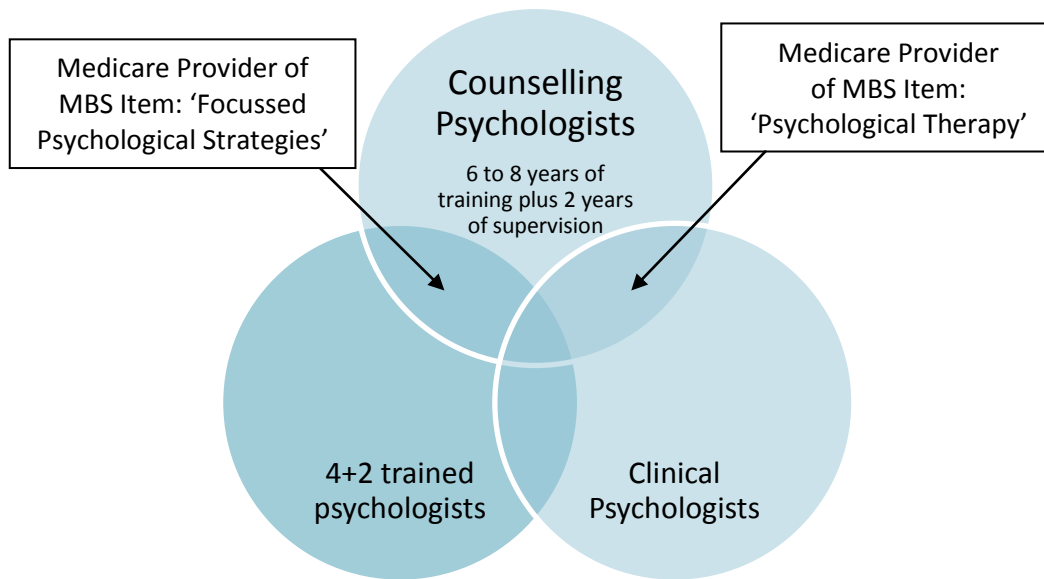 Medicare Provider of
MBS Item: ‘Focussed
Psychological Strategies’
Counselling
Psychologists
6 to 8 years of
training plus 2 years
of supervision
Medicare Provider
of MBS Item:
‘Psychological Therapy’
4+2 trained
psychologists
Clinical
Psychologists